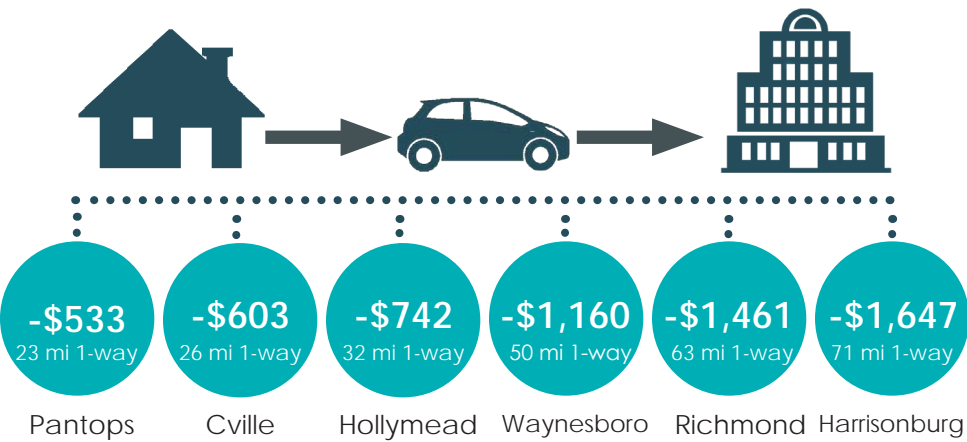 -$533
23 mi 1-way
Pantops
-$603
26 mi 1-way
Cville
-$742
32 mi 1-way
Hollymead
-$1,160
50 mi 1-way
Waynesboro
-$1,461
63 mi 1-way
Richmond
-$1,647
71 mi 1-way
Harrisonburg